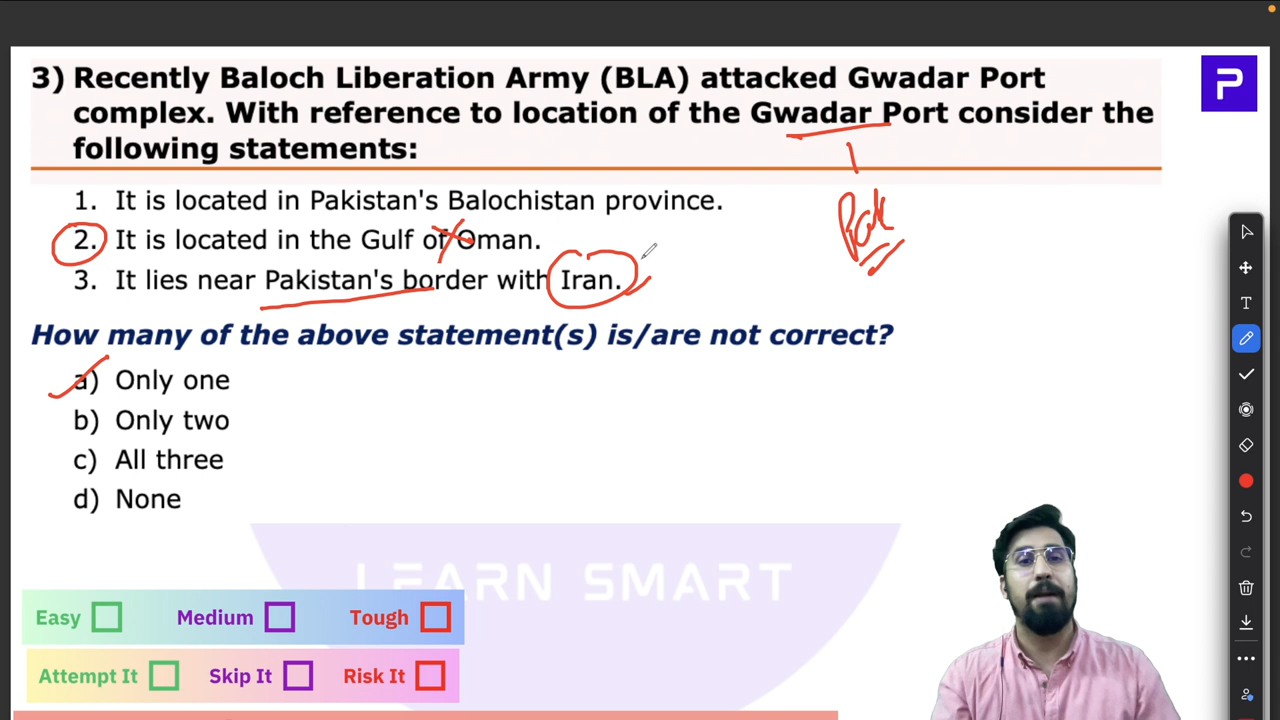 3) Recently Baloch Liberation Army (BLA) attacked Gwadar Port
complex. With reference to location of the Gwadar Port consider the
following statements:
1. It is located in Pakistan's Balochistan province.
2. It is located in the Gulf of Oman.
3. It lies near Pakistan's border with Iran.
Pak
How many of the above statement(s) is/are not correct?
a) Only one
b) Only two
c) All three
d) None
LEARN SMART
Easy Medium Tough
Attempt It Skip It Risk It
P
T